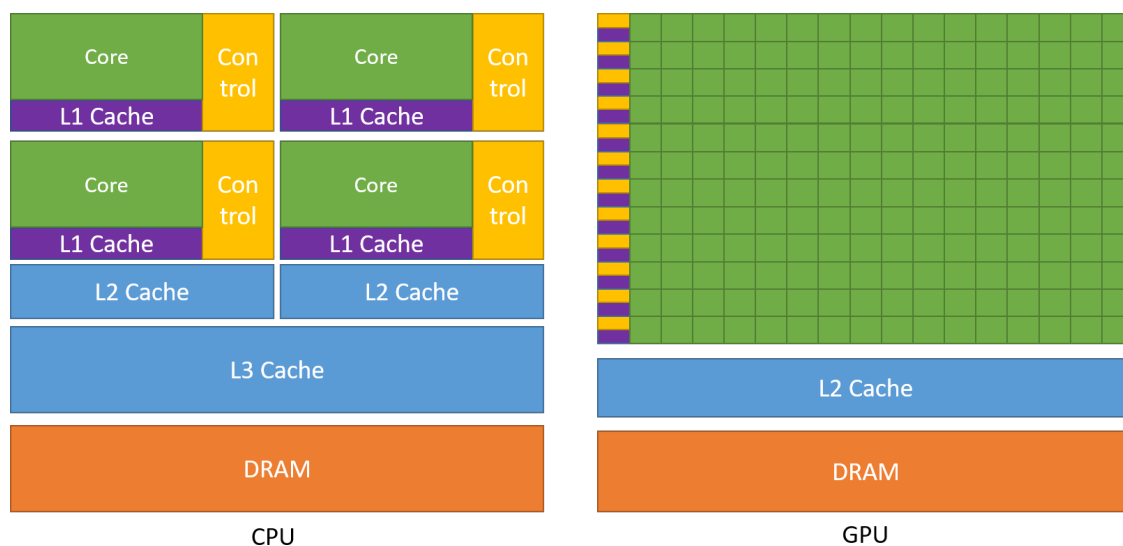 Core
Con
trol
L1 Cache
Core
Con
trol
L1 Cache
Core
Con
trol
L1 Cache
Core
Con
trol
L1 Cache
L2 Cache
L2 Cache
L3 Cache
DRAM
CPU
L2 Cache
DRAM
GPU